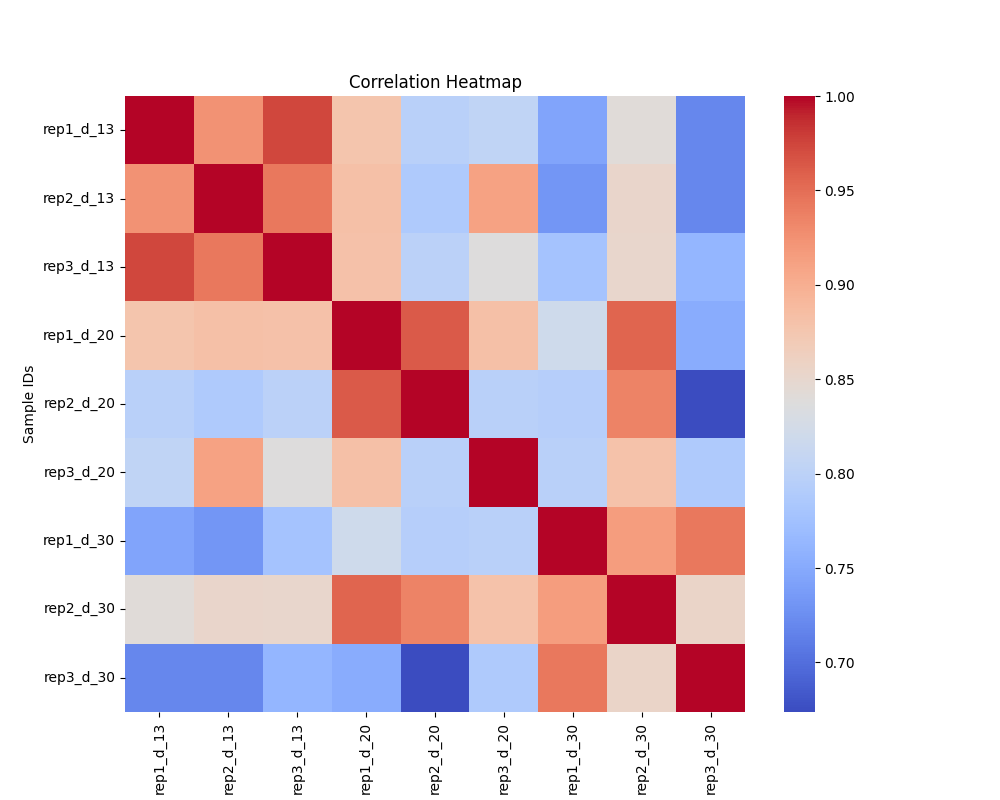 Correlation Heatmap
Sample IDs
rep1_d_13
rep2_d_13
rep3_d_13
rep1_d_20
rep2_d_20
rep3_d_20
rep1_d_30
rep2_d_30
rep3_d_30
rep1_d_13
rep2_d_13
rep3_d_13
rep1_d_20
rep2_d_20
rep3_d_20
rep1_d_30
rep2_d_30
rep3_d_30
1.00
0.95
0.90
0.85
0.80
0.75
0.70